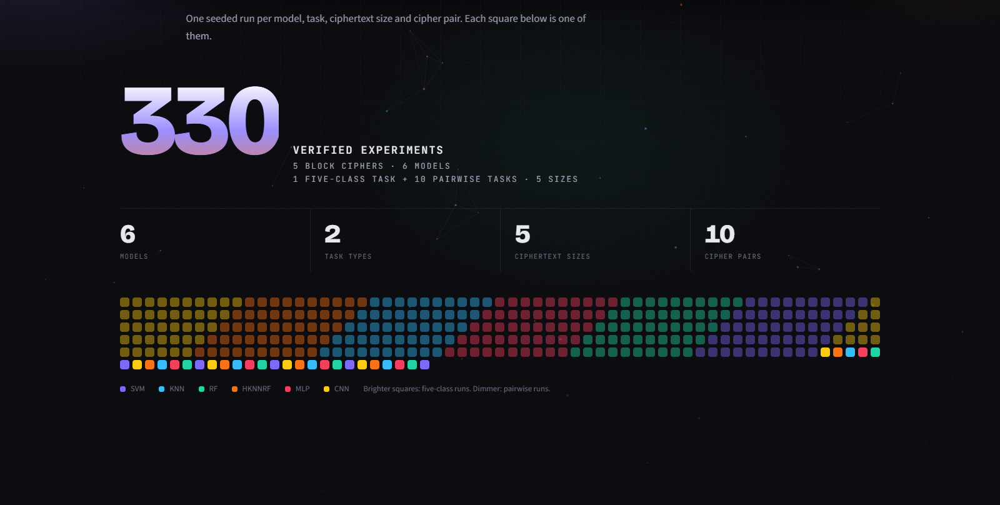 One seeded run per model, task, ciphertext size and cipher pair. Each square below is one of
them.
330
VERIFIED EXPERIMENTS
5 BLOCK CIPHERS · 6 MODELS
1 FIVE-CLASS TASK + 10 PAIRWISE TASKS · 5 SIZES
6
MODELS
2
TASK TYPES
5
CIPHERTEXT SIZES
10
CIPHER PAIRS
SVM KNN RF HKNNRF MLP CNN Brighter squares: five-class runs. Dimmer: pairwise runs.